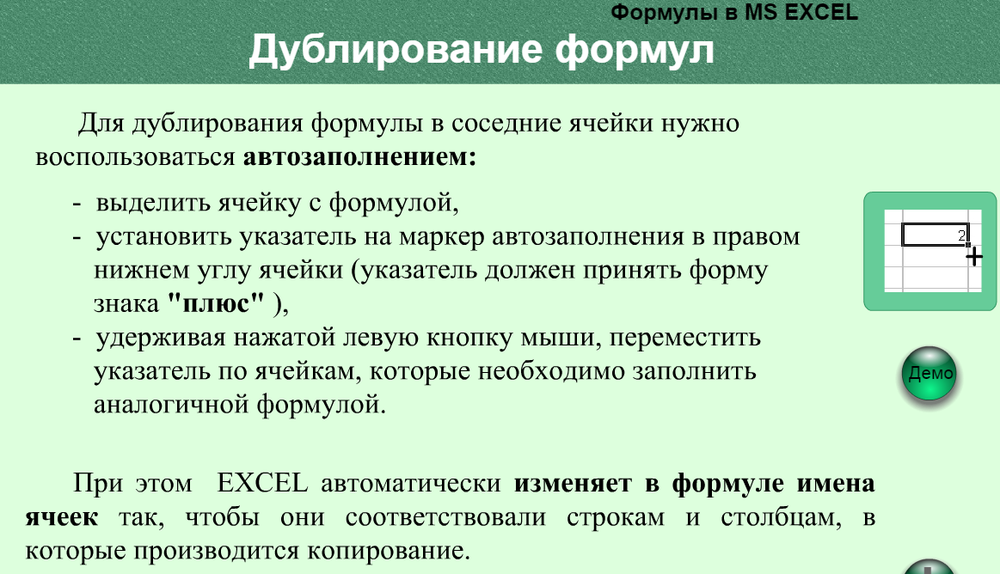 Формулы в MS EXCEL
Дублирование формул
Для дублирования формулы в соседние ячейки нужно
воспользоваться автозаполнением:
- выделить ячейку с формулой,
- установить указатель на маркер автозаполнения в правом
нижнем углу ячейки (указатель должен принять форму
знака "плюс" ),
2
- удерживая нажатой левую кнопку мыши, переместить
указатель по ячейкам, которые необходимо заполнить
аналогичной формулой.
Демо
При этом EXCEL автоматически изменяет в формуле имена
ячеек так, чтобы они соответствовали строкам и столбцам, в
которые производится копирование.